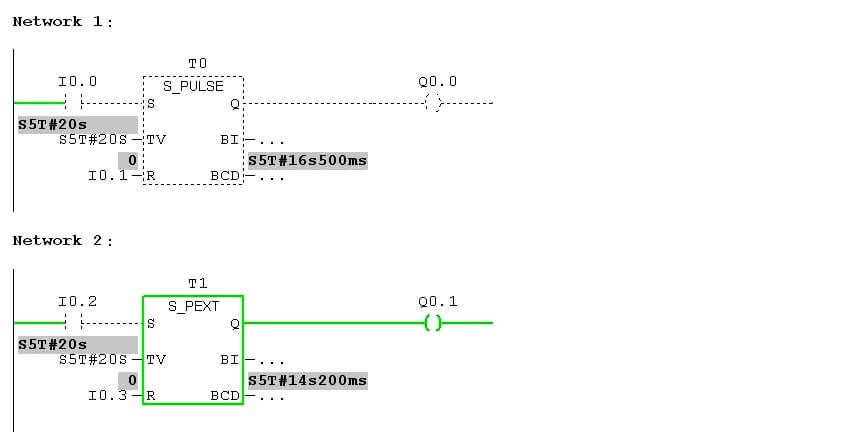 Network 1:
T0
I0.0 S_PULSE Q0.0
S Q
S5T#20s
S5T#20S TV BI ...
0 S5T#16s500ms
I0.1 R BCD ...
Network 2:
T1
I0.2 S_PEXT Q0.1
S Q
S5T#20s
S5T#20S TV BI ...
0 S5T#14s200ms
I0.3 R BCD ...